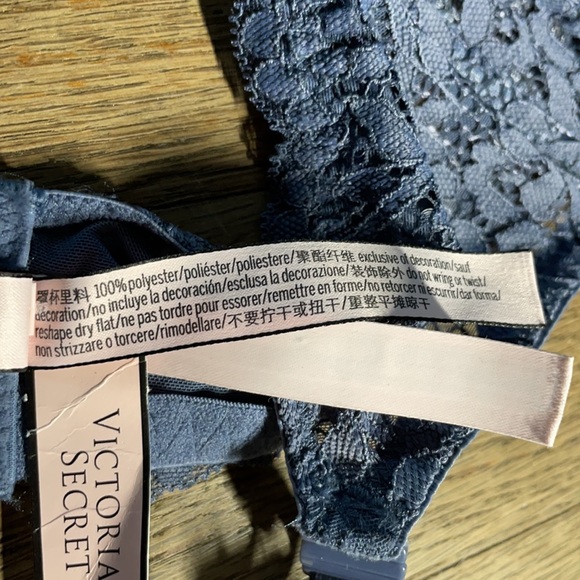 罩杯里料 100%polyester/poliéster/poliestere/聚酯纤维 exclusive of decoration/sauf
décoration/no incluye la decoración/esclusa la decorazione/装饰除外 do not wring or twist/
reshape dry flat/ne pas tordre pour essorer/remettre en forme/no retorcer ni escurrir/dar forma/
non strizzare o torcere/rimodellare/不要拧干或扭干/重整平摊晾干
VICTORIA
SECRET